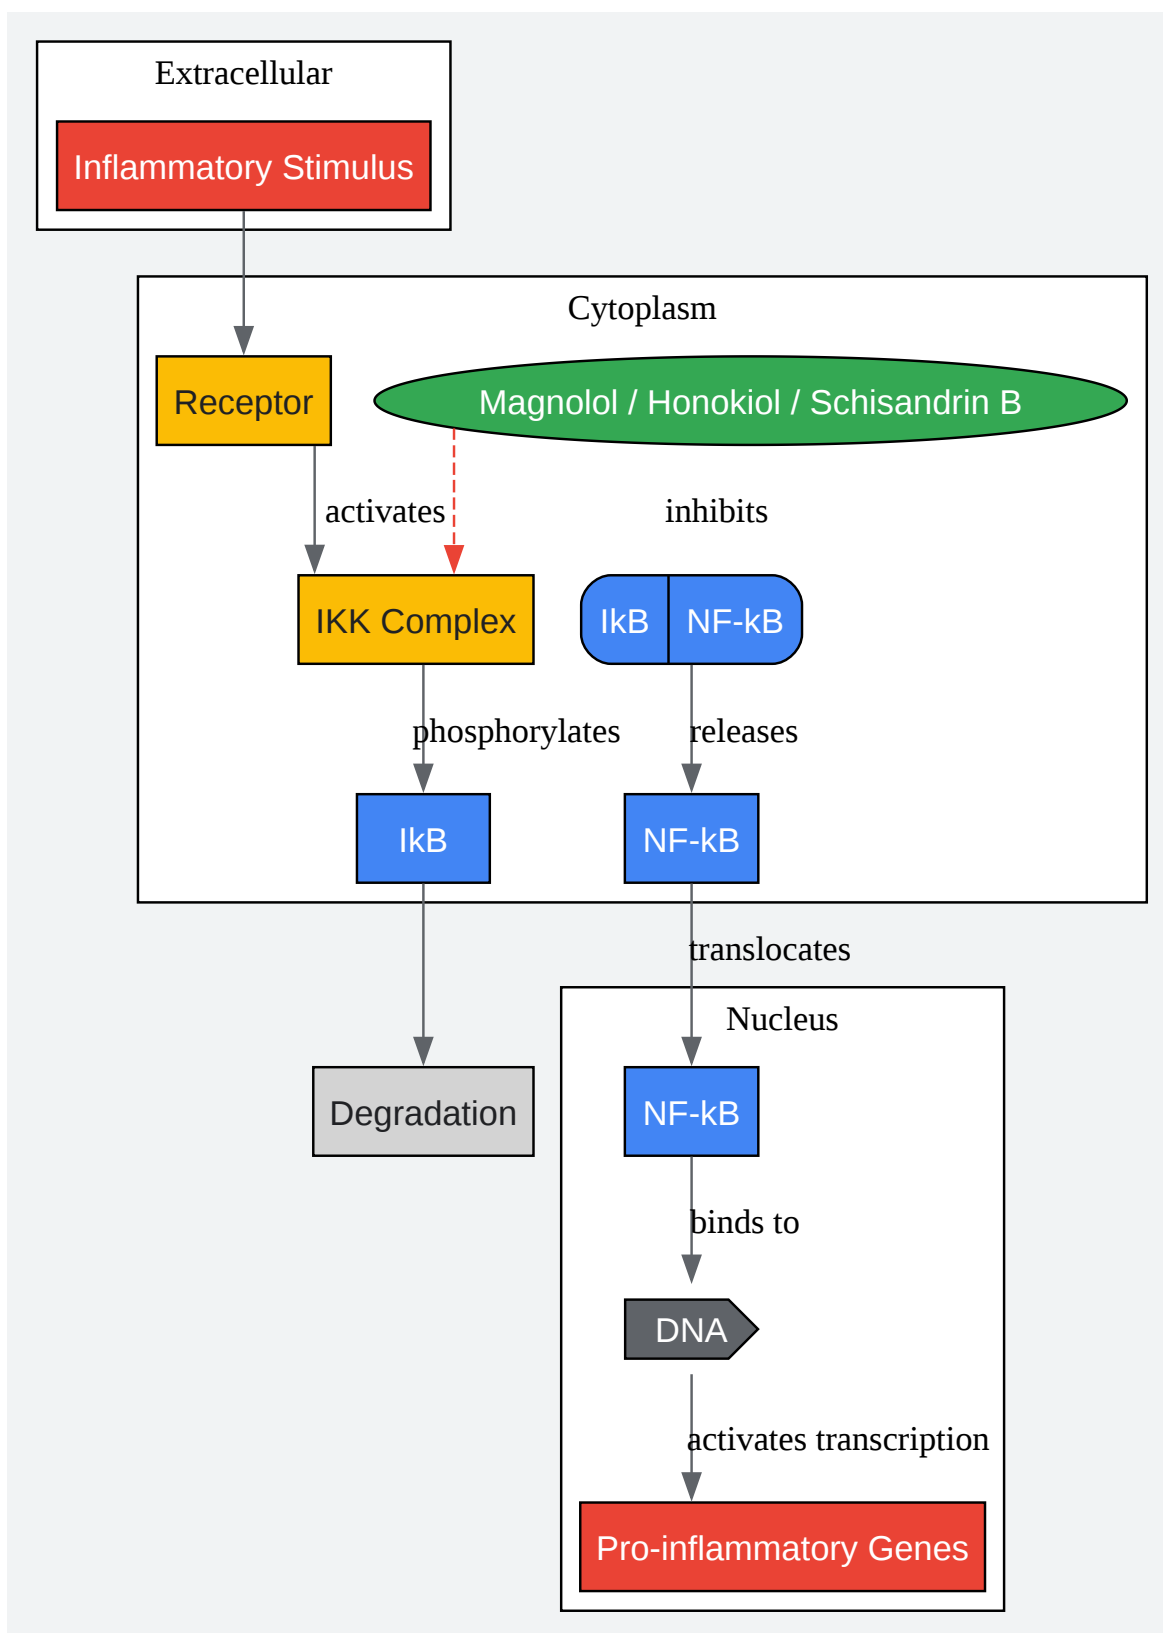 Extracellular
Inflammatory Stimulus
Cytoplasm
Receptor
Magnolol / Honokiol / Schisandrin B
activates
inhibits
IKK Complex
IkB
NF-kB
phosphorylates
releases
IkB
NF-kB
translocates
Nucleus
Degradation
NF-kB
binds to
DNA
activates transcription
Pro-inflammatory Genes